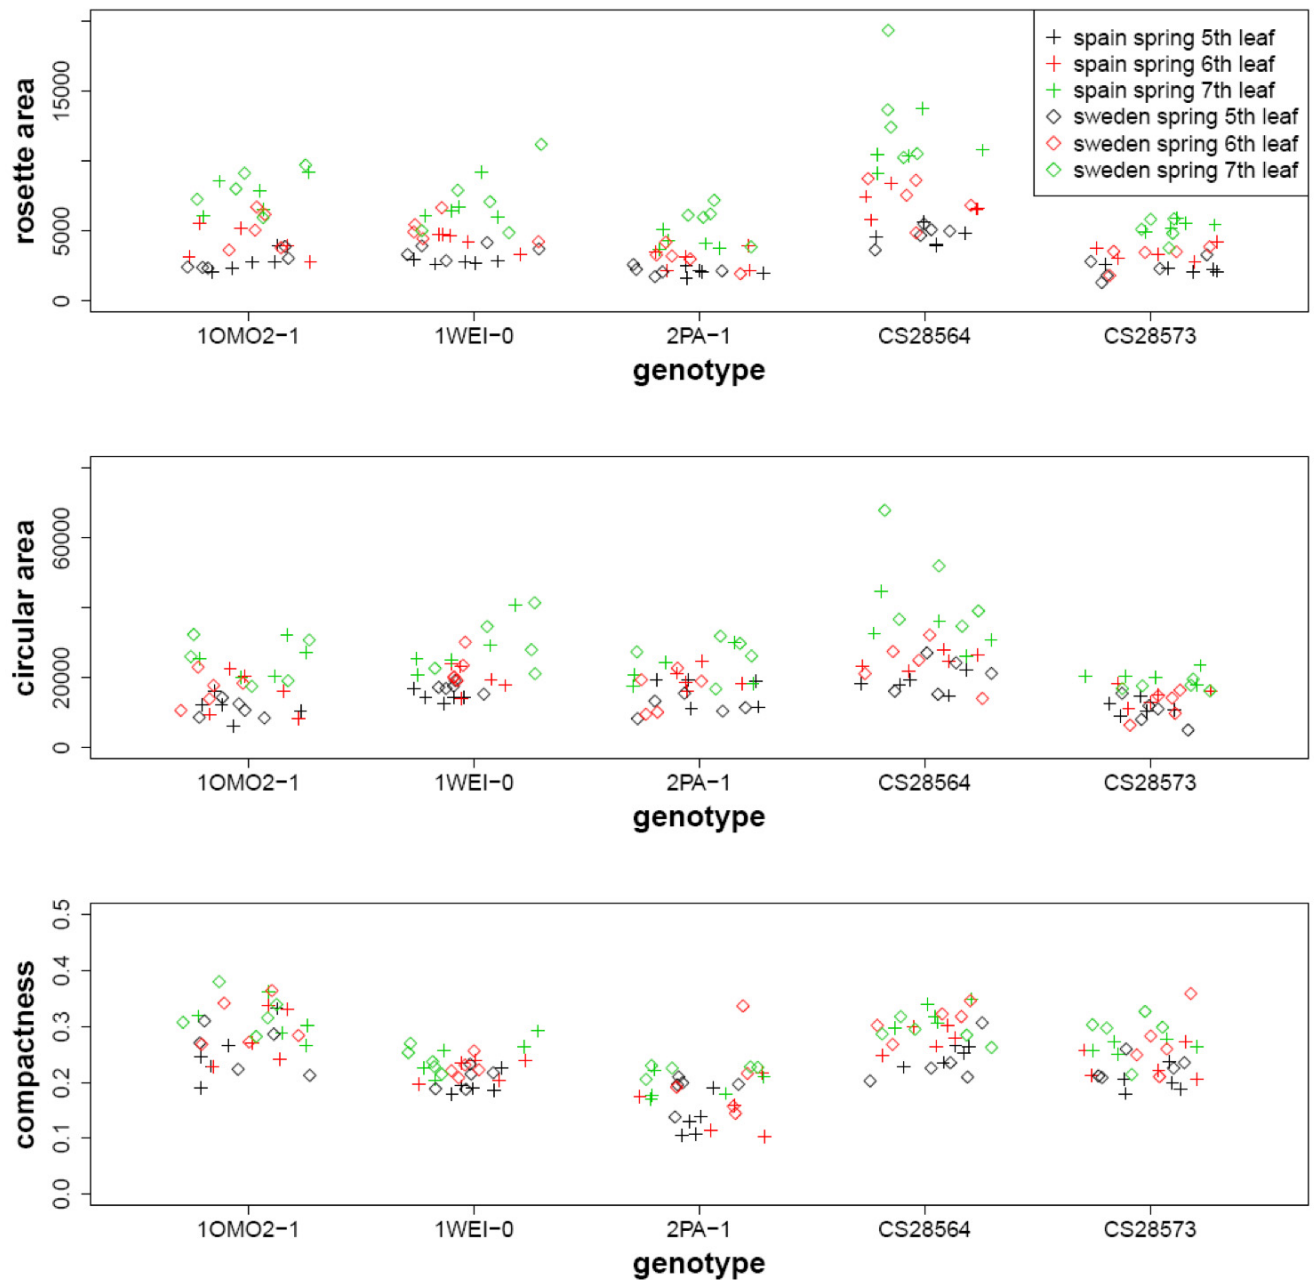 rosette area
0
5000
15000
spain spring 5th leaf
spain spring 6th leaf
spain spring 7th leaf
sweden spring 5th leaf
sweden spring 6th leaf
sweden spring 7th leaf
1OMO2−1 1WEI−0 2PA−1 CS28564 CS28573
genotype
circular area
0
20000
60000
1OMO2−1 1WEI−0 2PA−1 CS28564 CS28573
genotype
compactness
0.0
0.1
0.2
0.3
0.4
0.5
1OMO2−1 1WEI−0 2PA−1 CS28564 CS28573
genotype